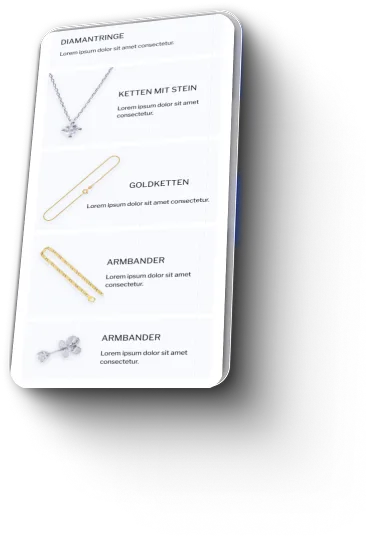 DIAMANTRINGE
Lorem ipsum dolor sit amet consectetur.
KETTEN MIT STEIN
Lorem ipsum dolor sit amet
consectetur.
GOLDKETTEN
Lorem ipsum dolor sit amet consectetur.
ARMBANDER
Lorem ipsum dolor sit amet
consectetur.
ARMBANDER
Lorem ipsum dolor sit amet
consectetur.